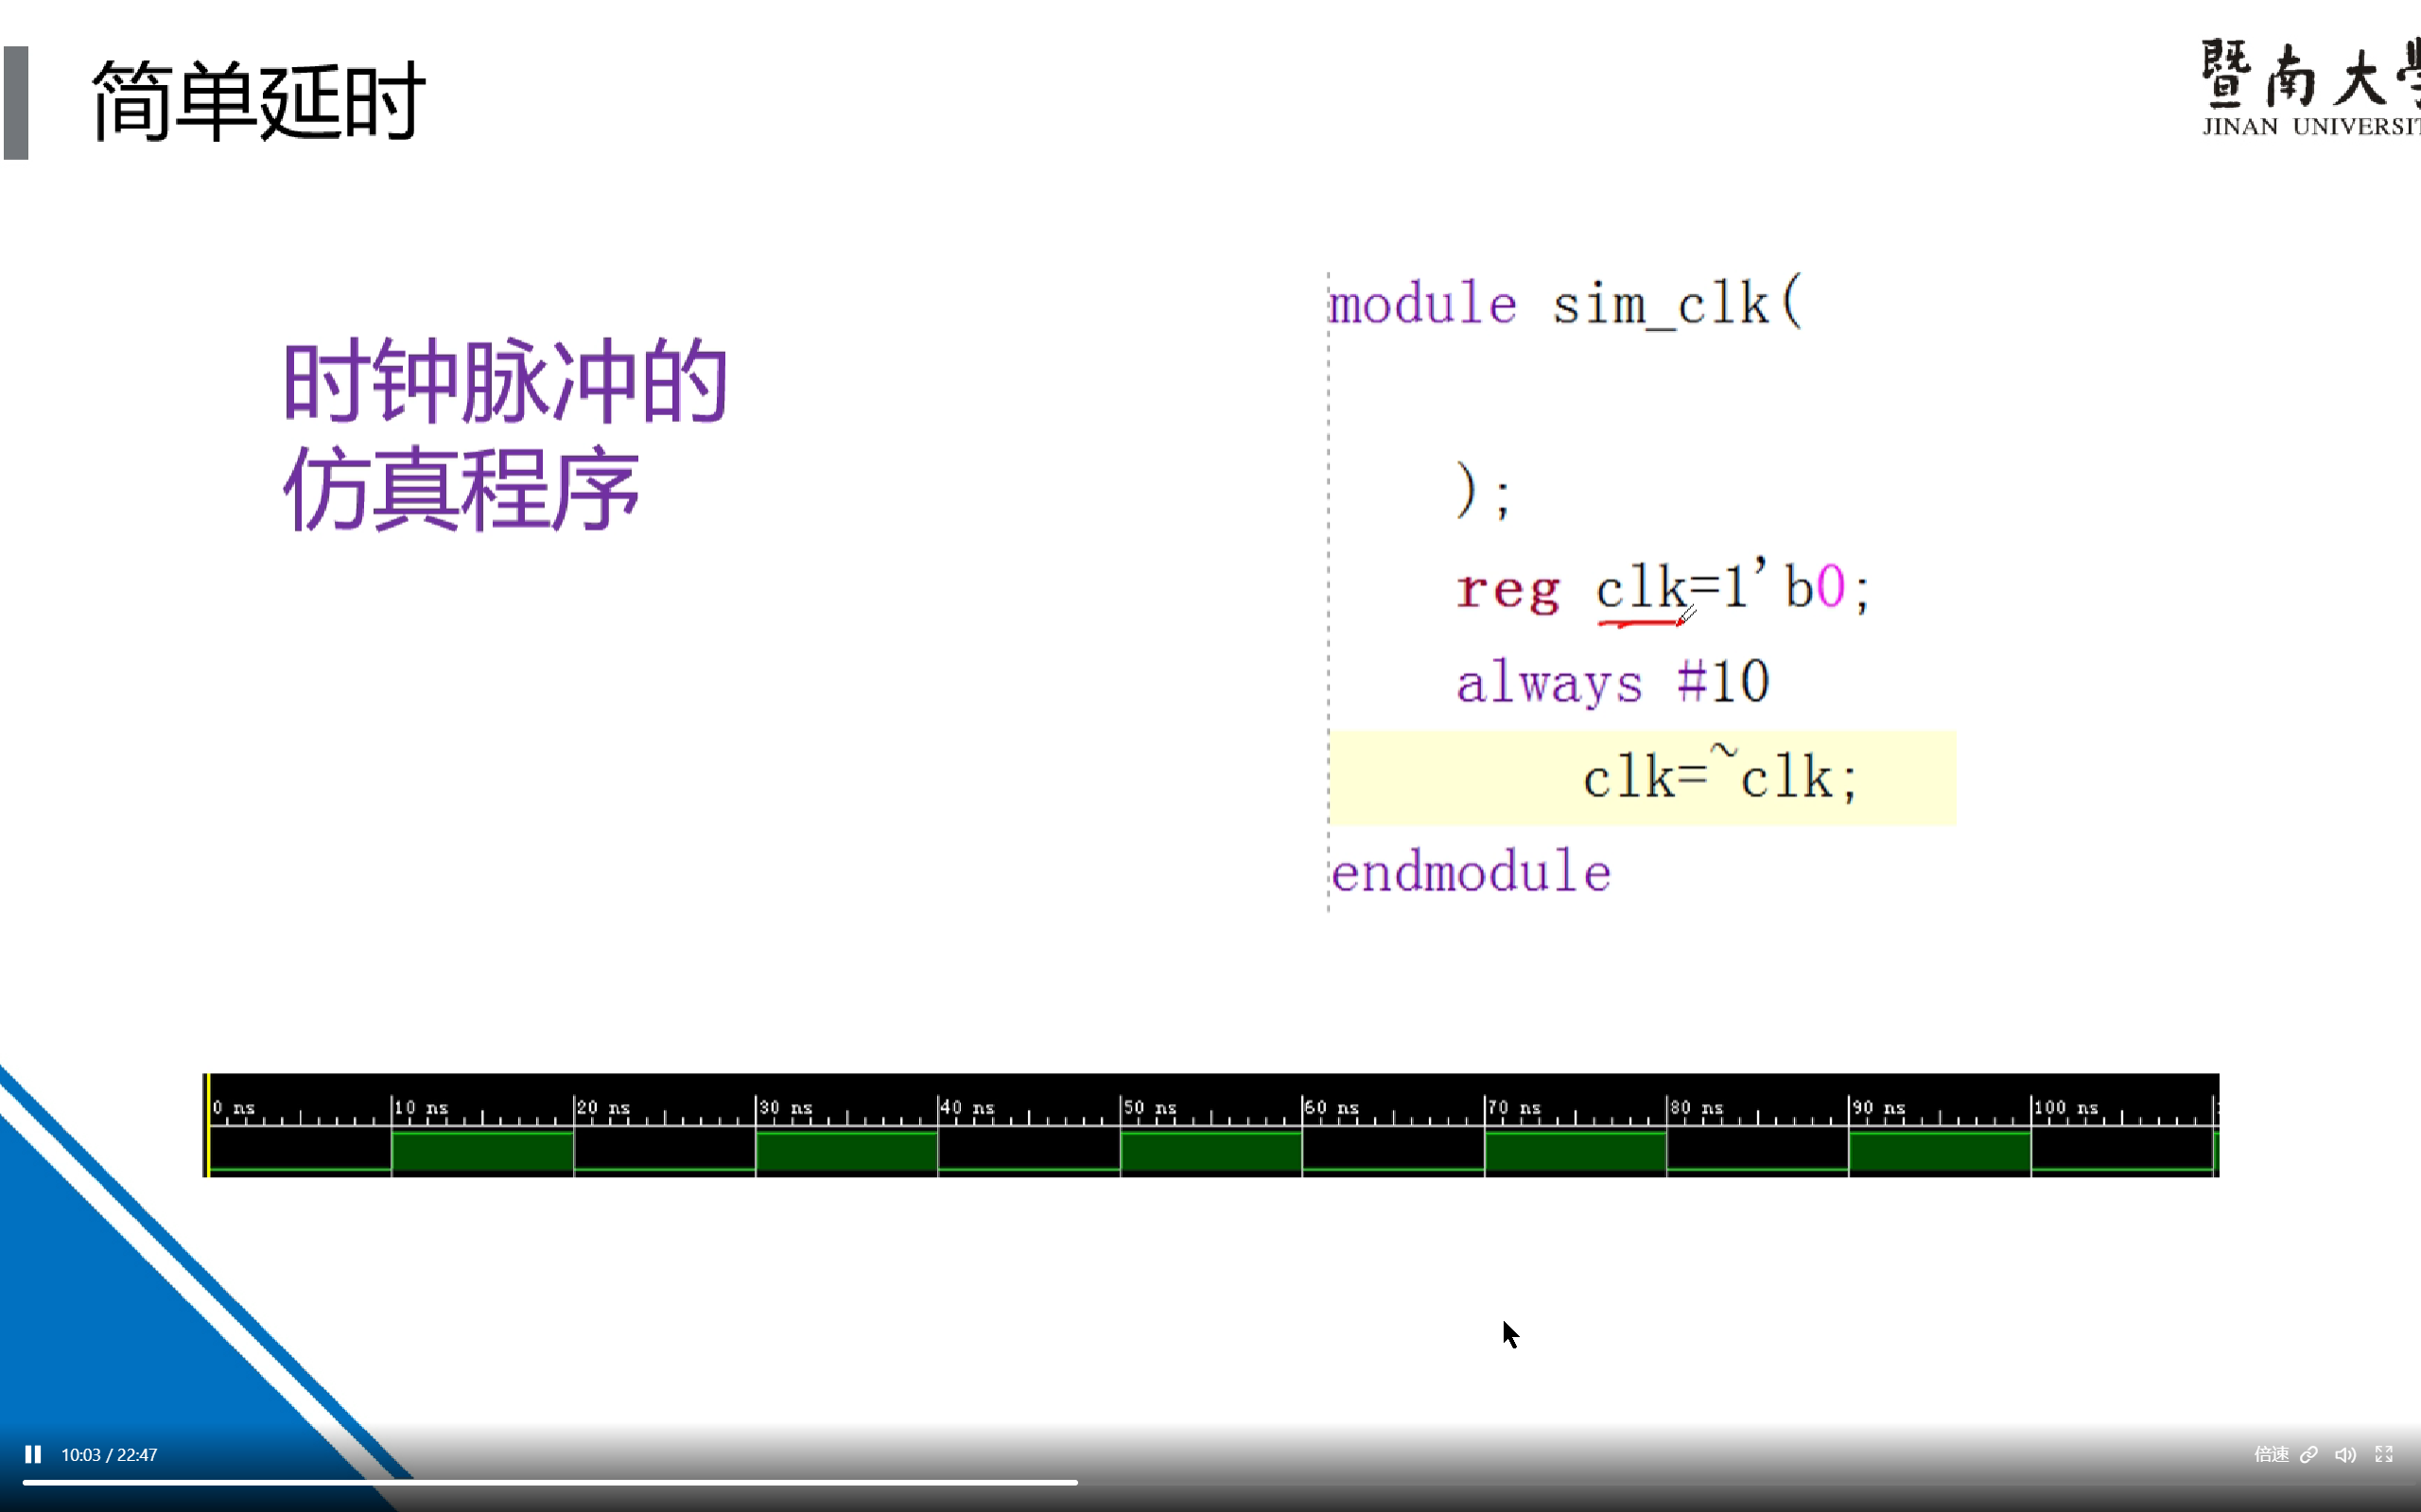 简单延时
暨南大
JINAN UNIVERSIT
时钟脉冲的
仿真程序
module sim_clk(
);
reg clk=1'b0;
always #10
clk=~clk;
endmodule
0 ns 10 ns 20 ns 30 ns 40 ns 50 ns 60 ns 70 ns 80 ns 90 ns 100 ns
10:03 / 22:47
倍速